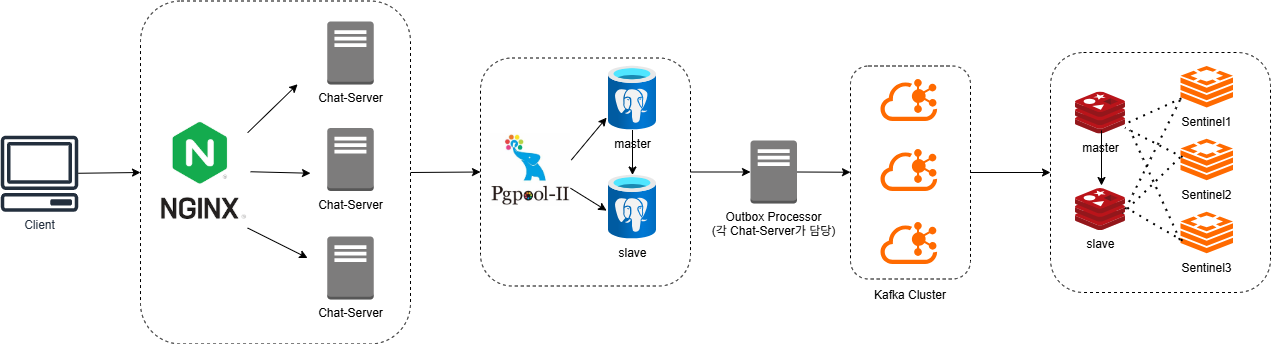 Client
NGINX
Chat-Server
Chat-Server
Chat-Server
Pgpool-II
master
slave
Outbox Processor
(각 Chat-Server가 담당)
Kafka Cluster
master
slave
Sentinel1
Sentinel2
Sentinel3